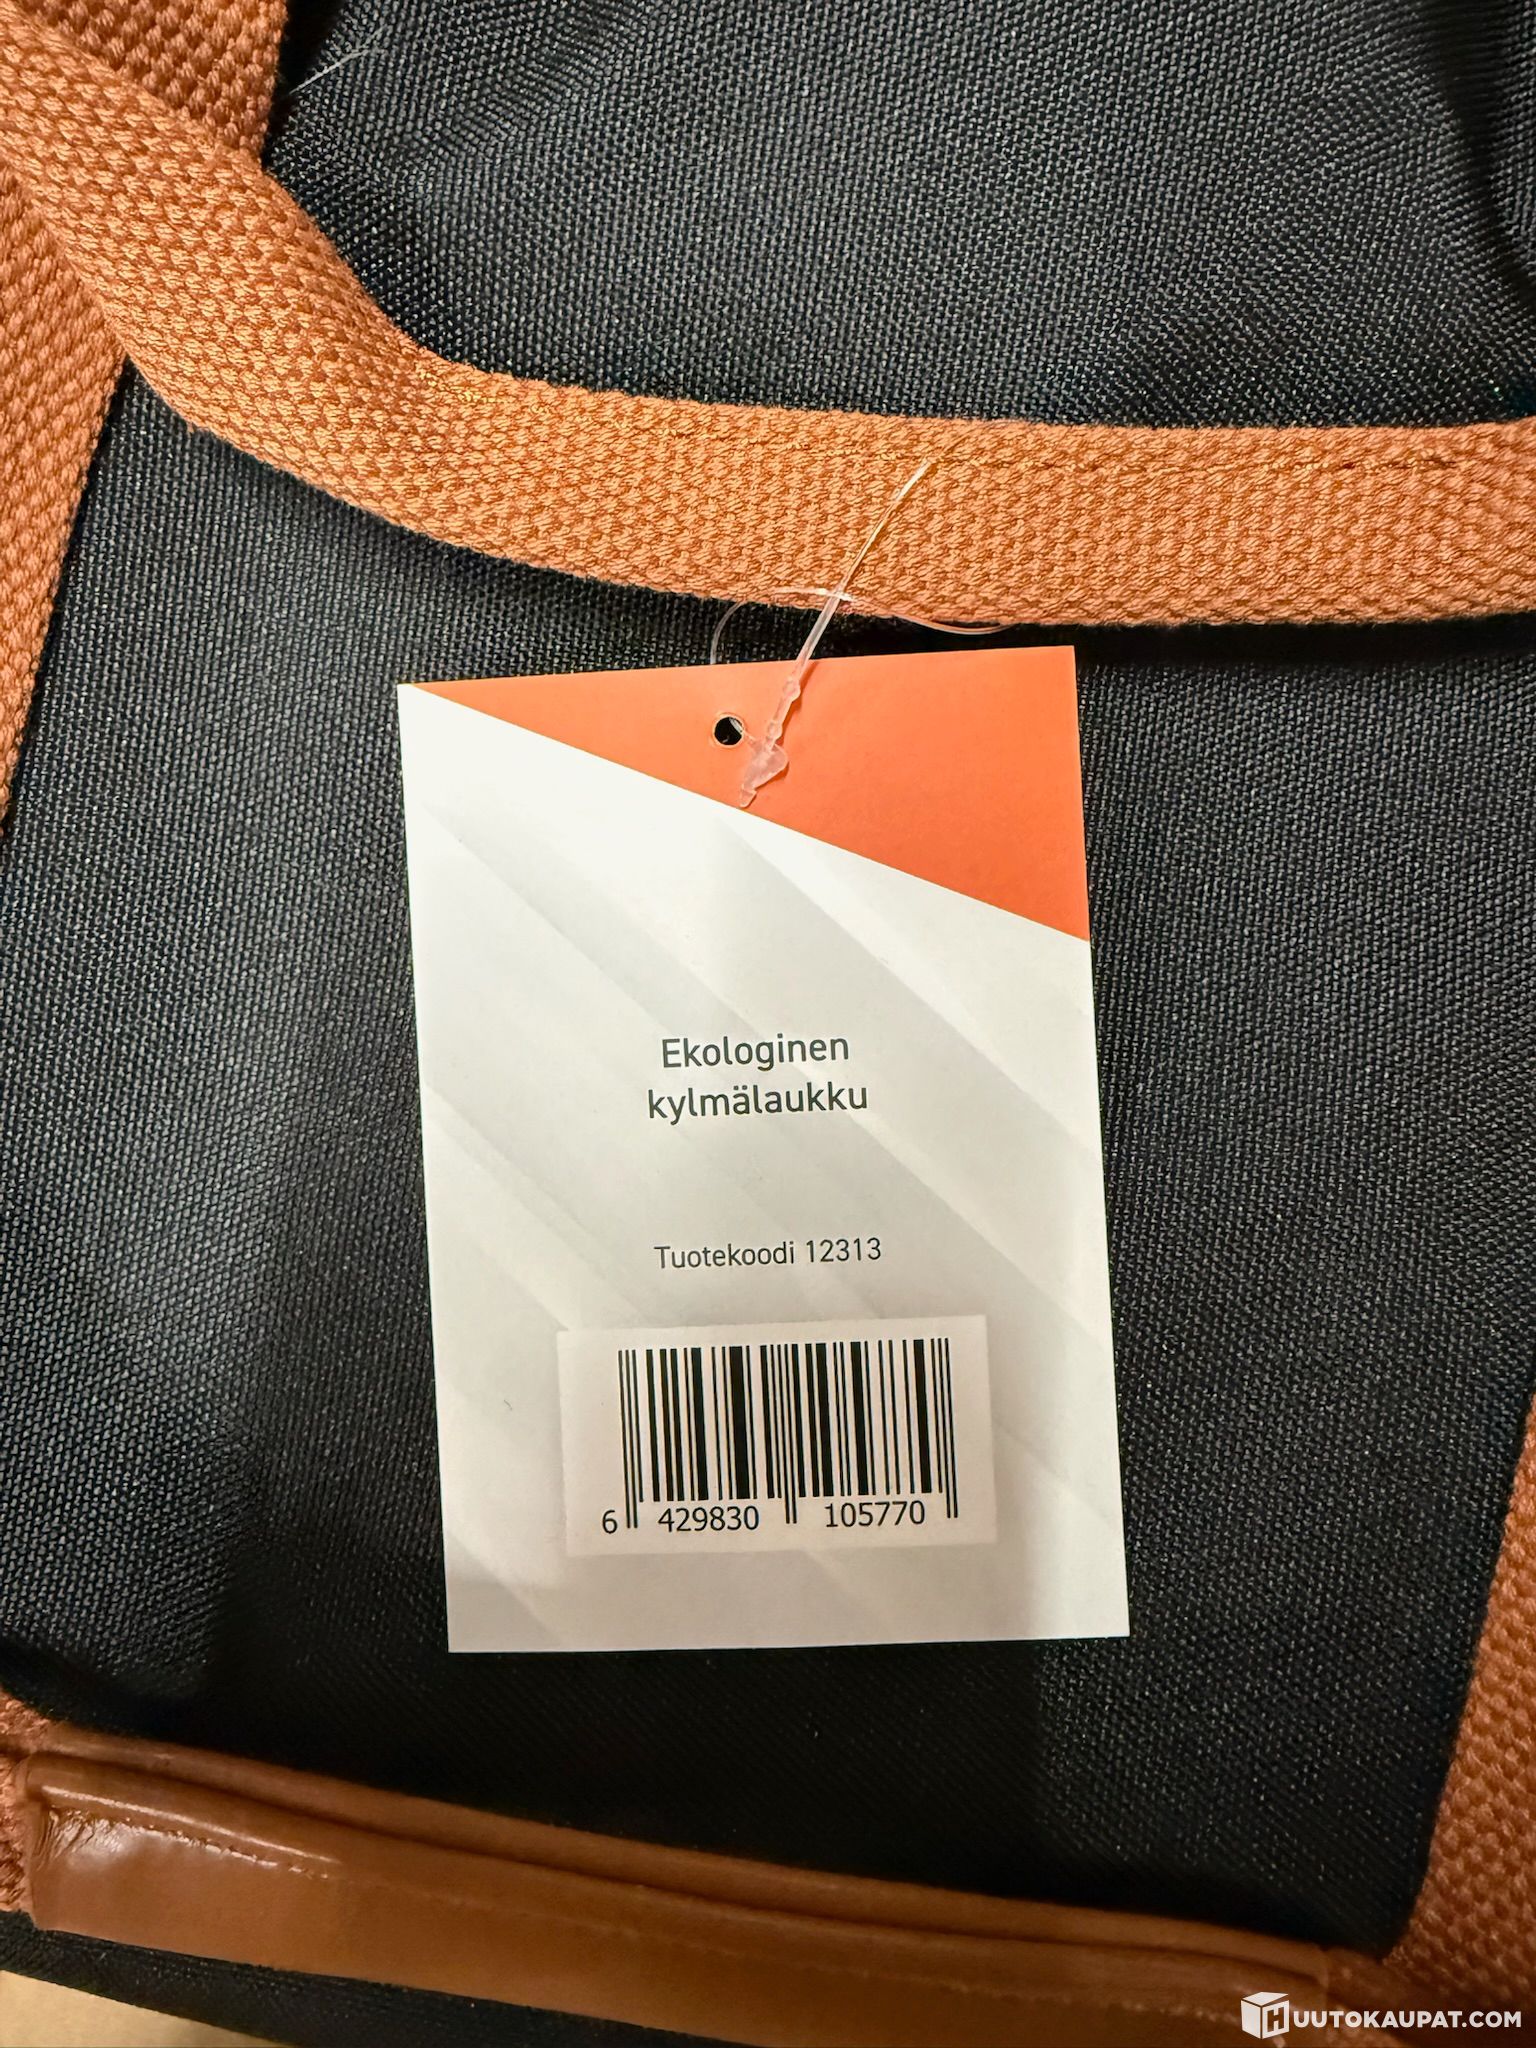 Ekologinen
kylmälaukku
Tuotekoodi 12313
6 429830 105770
HUUTOKAUPAT.COM